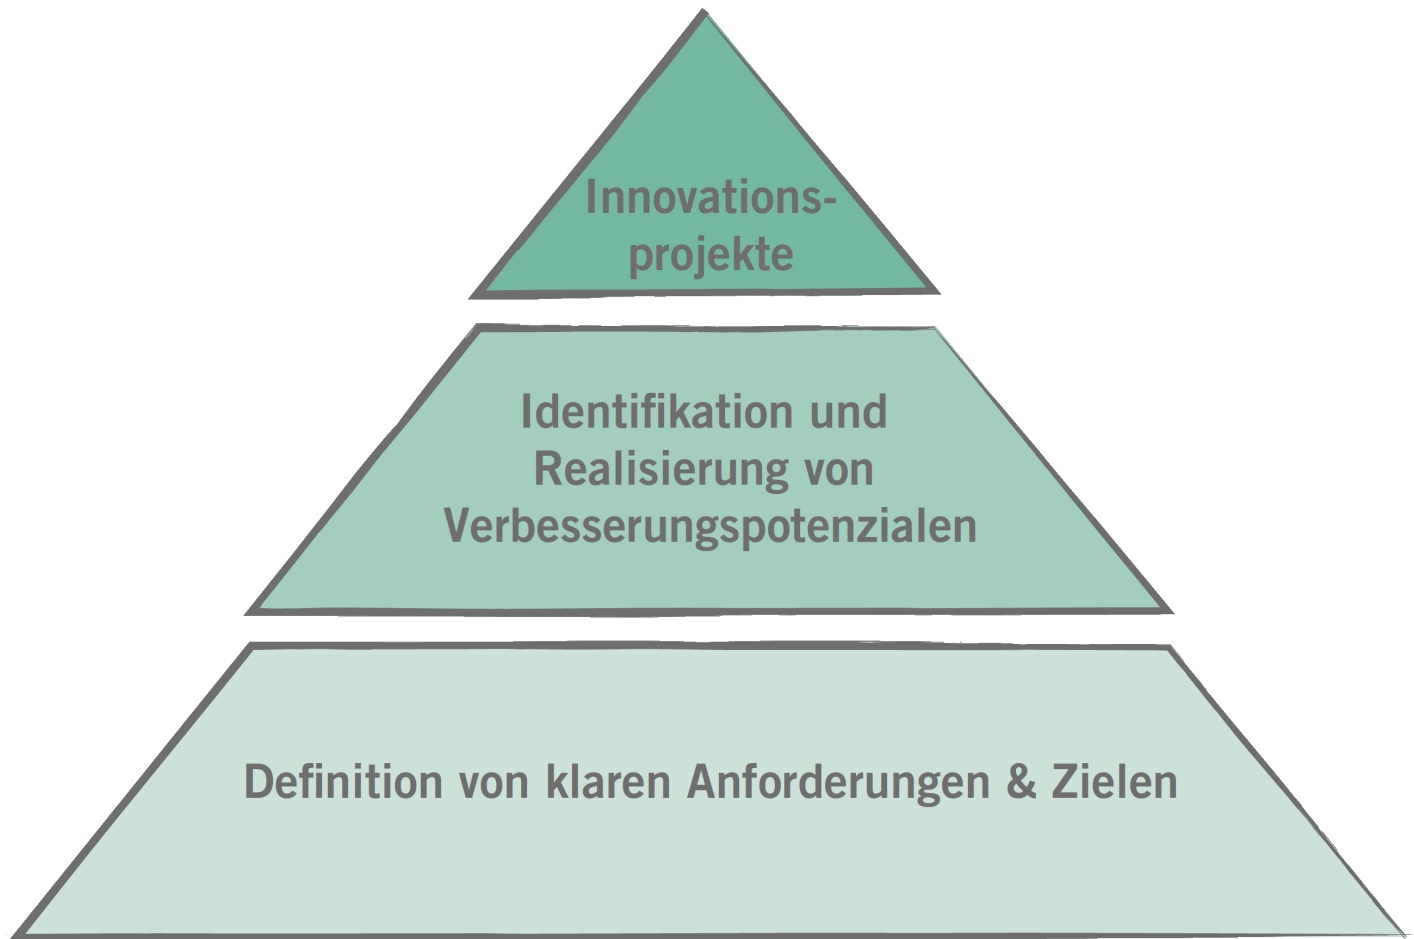 Innovations-
projekte
Identifikation und
Realisierung von
Verbesserungspotenzialen
Definition von klaren Anforderungen & Zielen